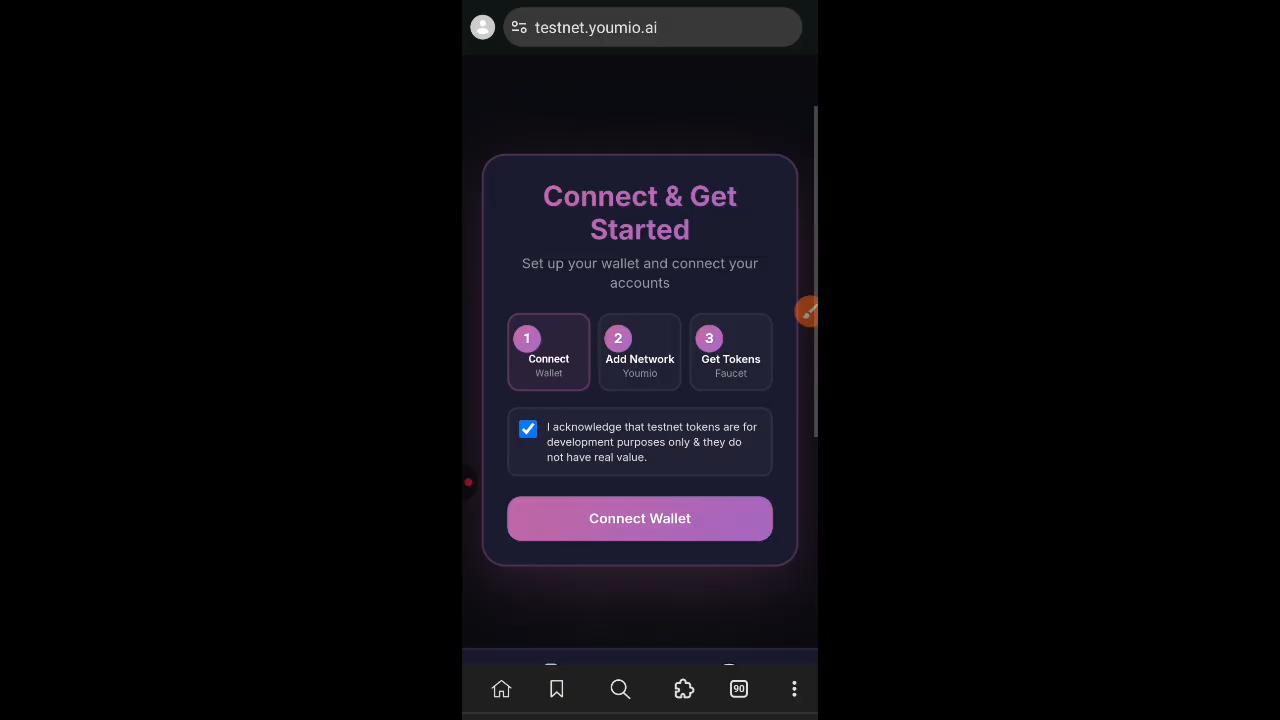 testnet.youmio.ai
Connect & Get
Started
Set up your wallet and connect your
accounts
1
Connect
Wallet
2
Add Network
Youmio
3
Get Tokens
Faucet
I acknowledge that testnet tokens are for
development purposes only & they do
not have real value.
Connect Wallet
90